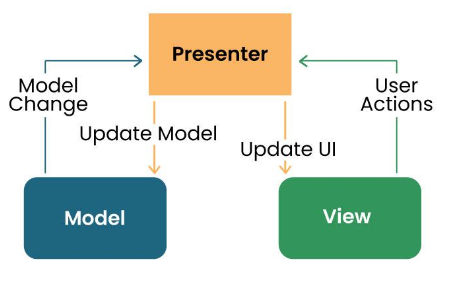 Presenter
Model
Change
User
Actions
Update Model
Update UI
Model
View